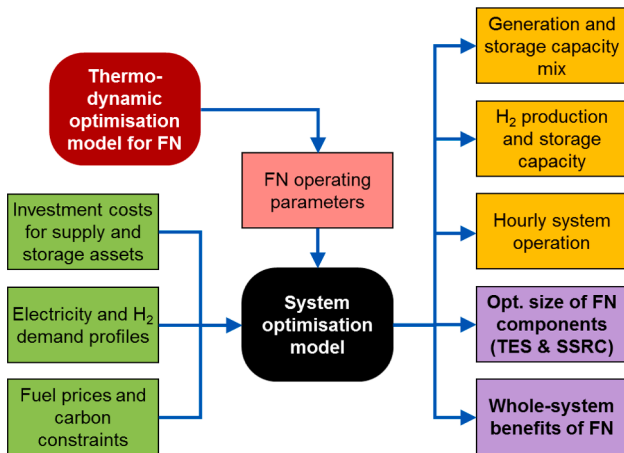 Thermo-
dynamic
optimisation
model for FN
FN operating
parameters
Investment costs
for supply and
storage assets
Electricity and H₂
demand profiles
Fuel prices and
carbon
constraints
System
optimisation
model
Generation and
storage capacity
mix
H₂ production
and storage
capacity
Hourly system
operation
Opt. size of FN
components
(TES & SSRC)
Whole-system
benefits of FN